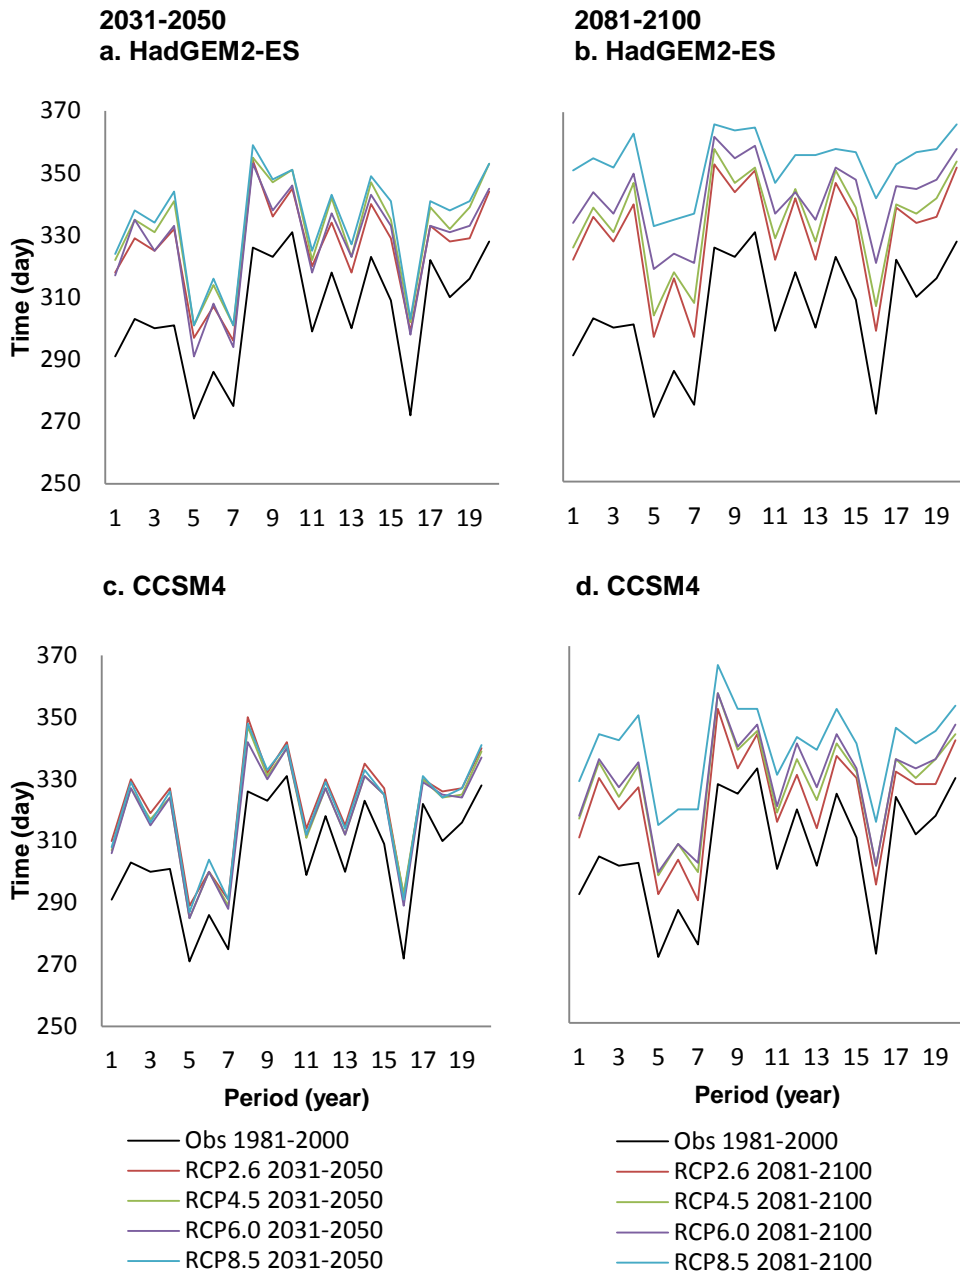 2031-2050
a. HadGEM2-ES
2081-2100
b. HadGEM2-ES
Time (day)
370
350
330
310
290
270
250
1 3 5 7 9 11 13 15 17 19
1 3 5 7 9 11 13 15 17 19
c. CCSM4
d. CCSM4
Time (day)
370
350
330
310
290
270
250
1 3 5 7 9 11 13 15 17 19
Period (year)
1 3 5 7 9 11 13 15 17 19
Period (year)
Obs 1981-2000
RCP2.6 2031-2050
RCP4.5 2031-2050
RCP6.0 2031-2050
RCP8.5 2031-2050
Obs 1981-2000
RCP2.6 2081-2100
RCP4.5 2081-2100
RCP6.0 2081-2100
RCP8.5 2081-2100